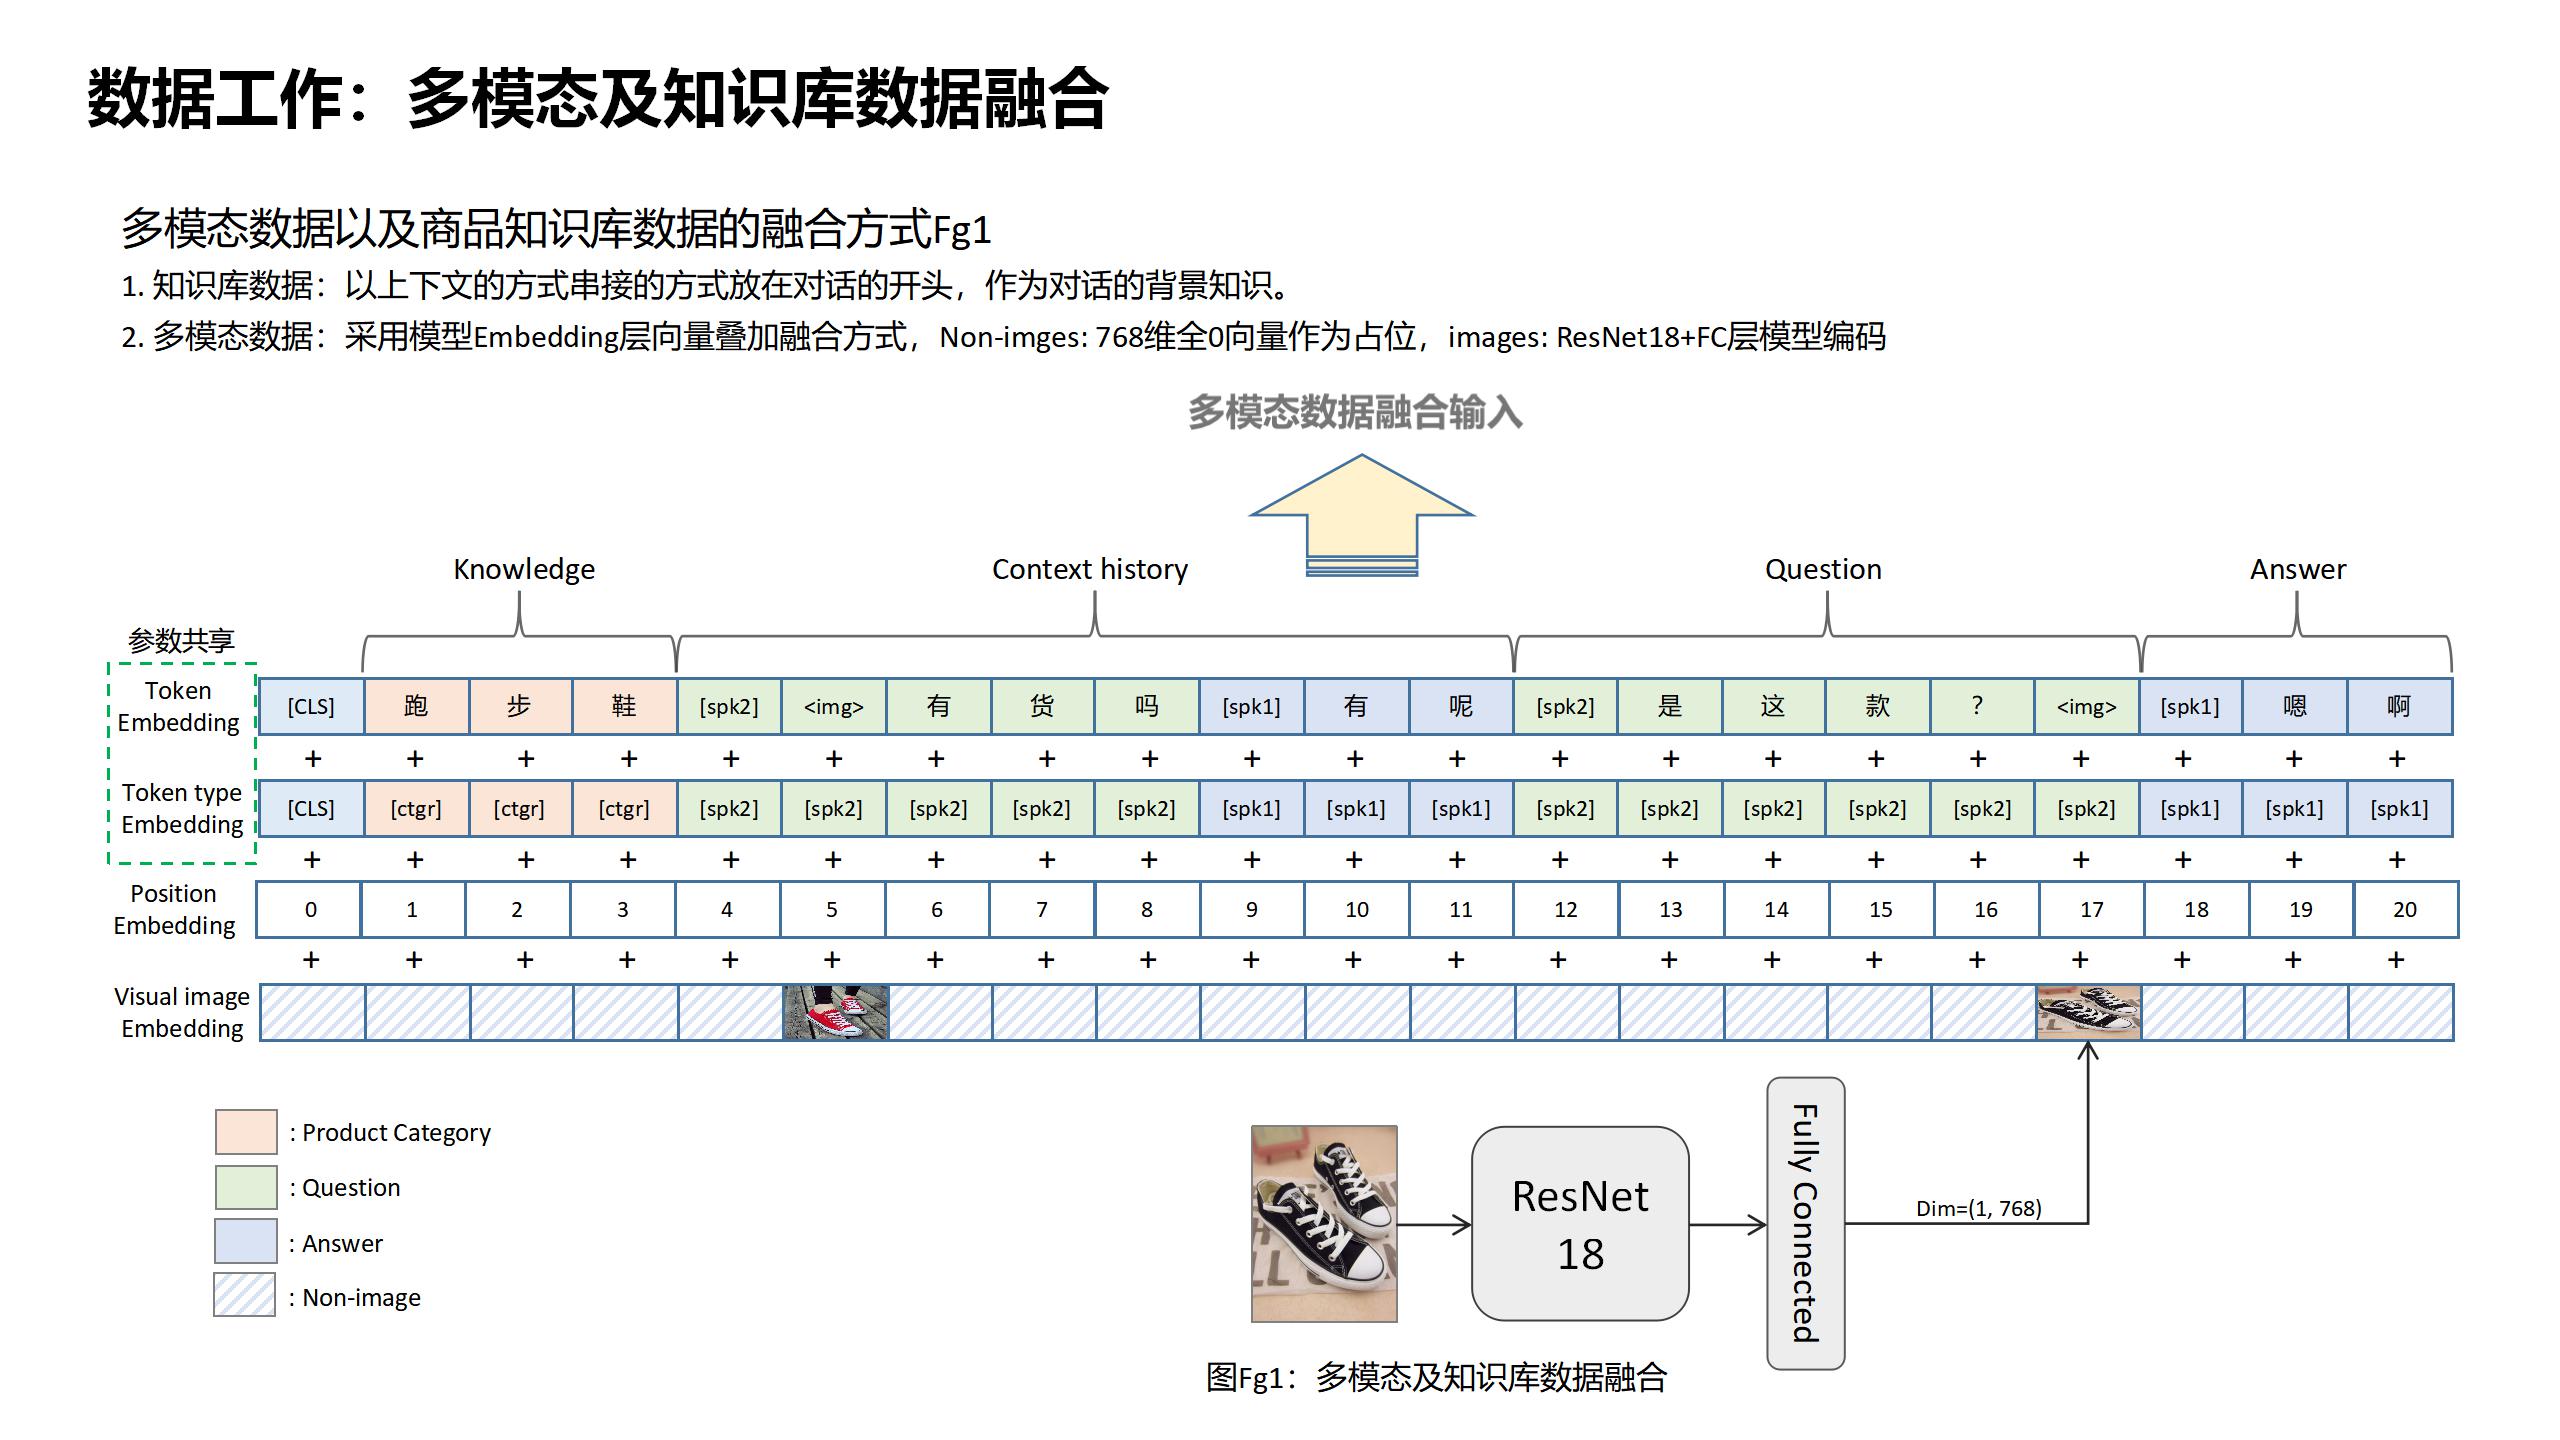 数据工作：多模态及知识库数据融合
多模态数据以及商品知识库数据的融合方式Fg1
1. 知识库数据：以上下文的方式串接的方式放在对话的开头，作为对话的背景知识。
2. 多模态数据：采用模型Embedding层向量叠加融合方式，Non-imges: 768维全0向量作为占位，images: ResNet18+FC层模型编码
多模态数据融合输入
Knowledge Context history Question Answer
参数共享
Token
Embedding
[CLS] 跑 步 鞋 [spk2] <img> 有 货 吗 [spk1] 有 呢 [spk2] 是 这 款 ？ <img> [spk1] 嗯 啊
+ + + + + + + + + + + + + + + + + + + + +
Token type
Embedding
[CLS] [ctgr] [ctgr] [ctgr] [spk2] [spk2] [spk2] [spk2] [spk2] [spk1] [spk1] [spk1] [spk2] [spk2] [spk2] [spk2] [spk2] [spk2] [spk1] [spk1] [spk1]
+ + + + + + + + + + + + + + + + + + + + +
Position
Embedding
0 1 2 3 4 5 6 7 8 9 10 11 12 13 14 15 16 17 18 19 20
+ + + + + + + + + + + + + + + + + + + + +
Visual image
Embedding
: Product Category
: Question
: Answer
: Non-image
ResNet
18
Fully Connected
Dim=(1, 768)
图Fg1：多模态及知识库数据融合